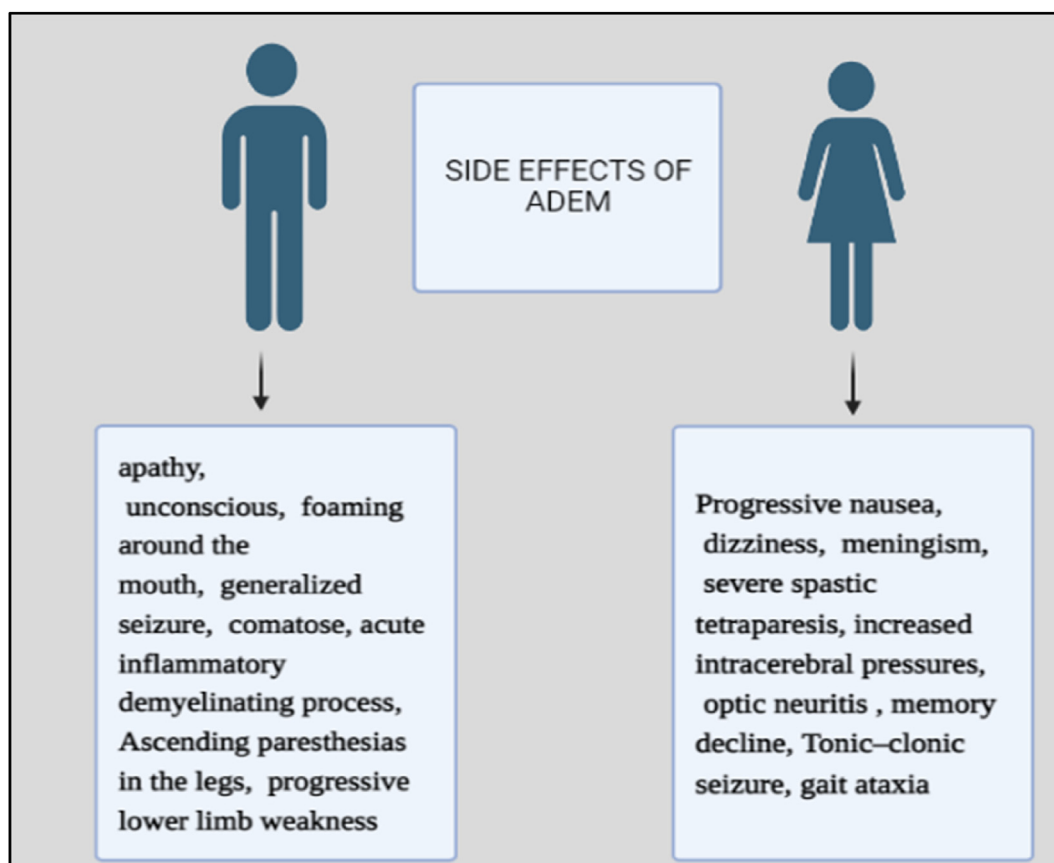 SIDE EFFECTS OF
ADEM
apathy,
unconscious, foaming
around the
mouth, generalized
seizure, comatose, acute
inflammatory
demyelinating process,
Ascending paresthesias
in the legs, progressive
lower limb weakness
Progressive nausea,
dizziness, meningism,
severe spastic
tetraparesis, increased
intracerebral pressures,
optic neuritis , memory
decline, Tonic–clonic
seizure, gait ataxia